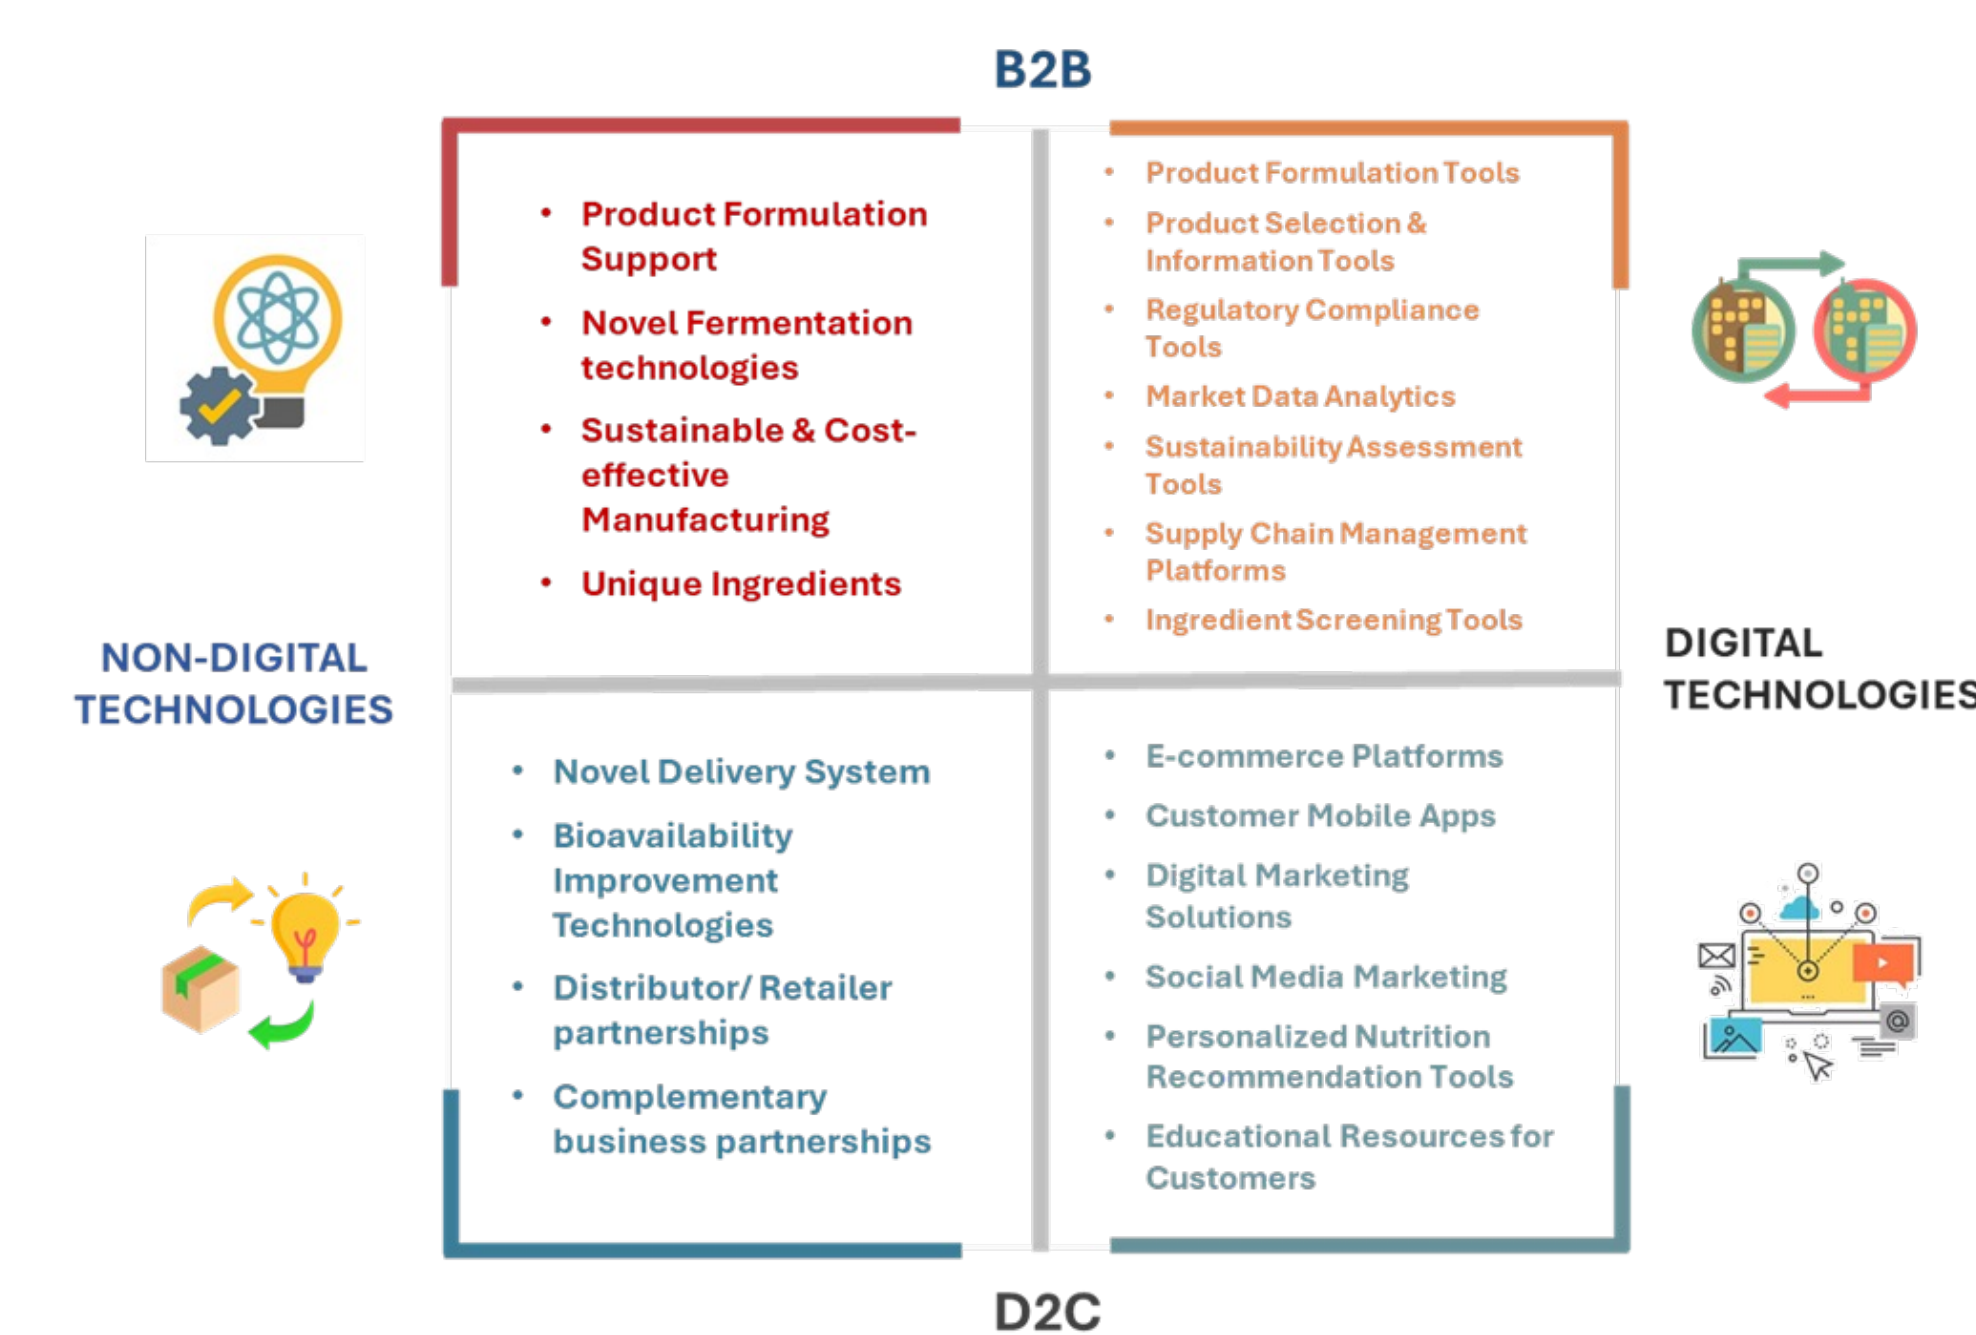 B2B
• Product Formulation
Support
• Novel Fermentation
technologies
• Sustainable & Cost-
effective
Manufacturing
• Unique Ingredients
• Product Formulation Tools
• Product Selection &
Information Tools
• Regulatory Compliance
Tools
• Market Data Analytics
• Sustainability Assessment
Tools
• Supply Chain Management
Platforms
• Ingredient Screening Tools
NON-DIGITAL
TECHNOLOGIES
DIGITAL
TECHNOLOGIES
• Novel Delivery System
• Bioavailability
Improvement
Technologies
• Distributor/ Retailer
partnerships
• Complementary
business partnerships
• E-commerce Platforms
• Customer Mobile Apps
• Digital Marketing
Solutions
• Social Media Marketing
• Personalized Nutrition
Recommendation Tools
• Educational Resources for
Customers
D2C